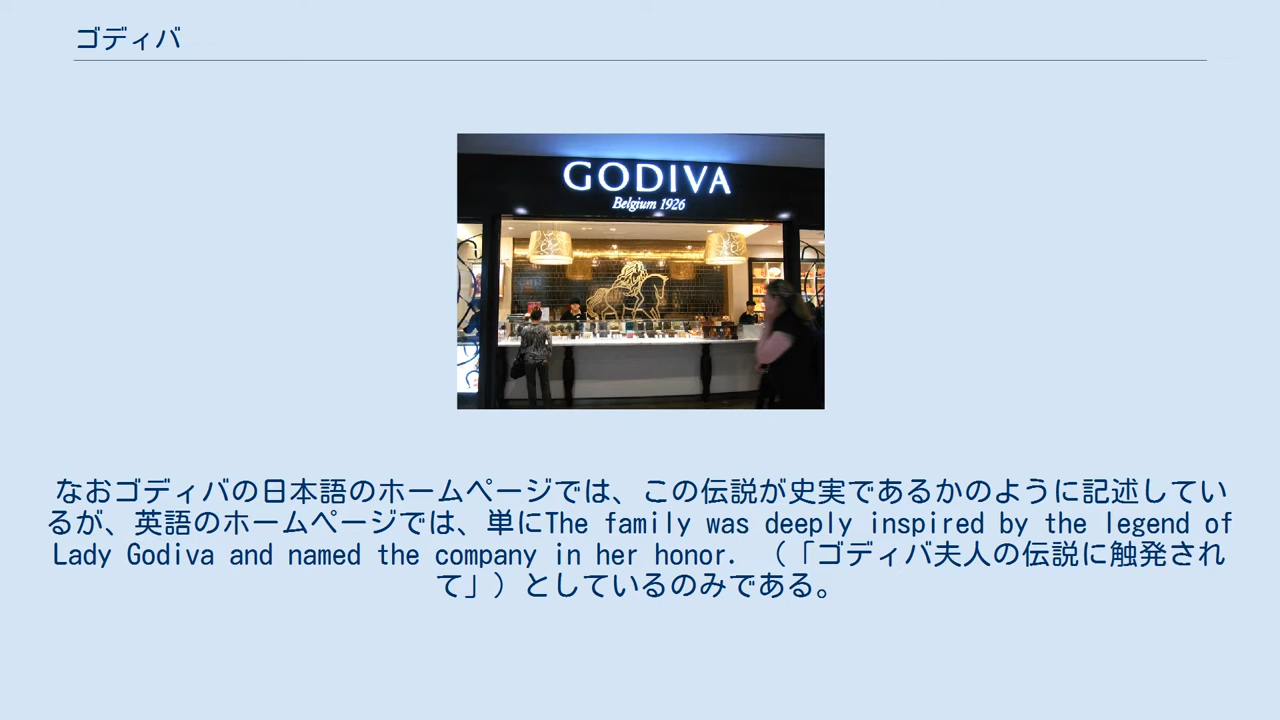 ゴディバ
GODIVA
Belgium 1926
なおゴディバの日本語のホームページでは、この伝説が史実であるかのように記述してい
るが、英語のホームページでは、単にThe family was deeply inspired by the legend of
Lady Godiva and named the company in her honor. （「ゴディバ夫人の伝説に触発され
て」）としているのみである。